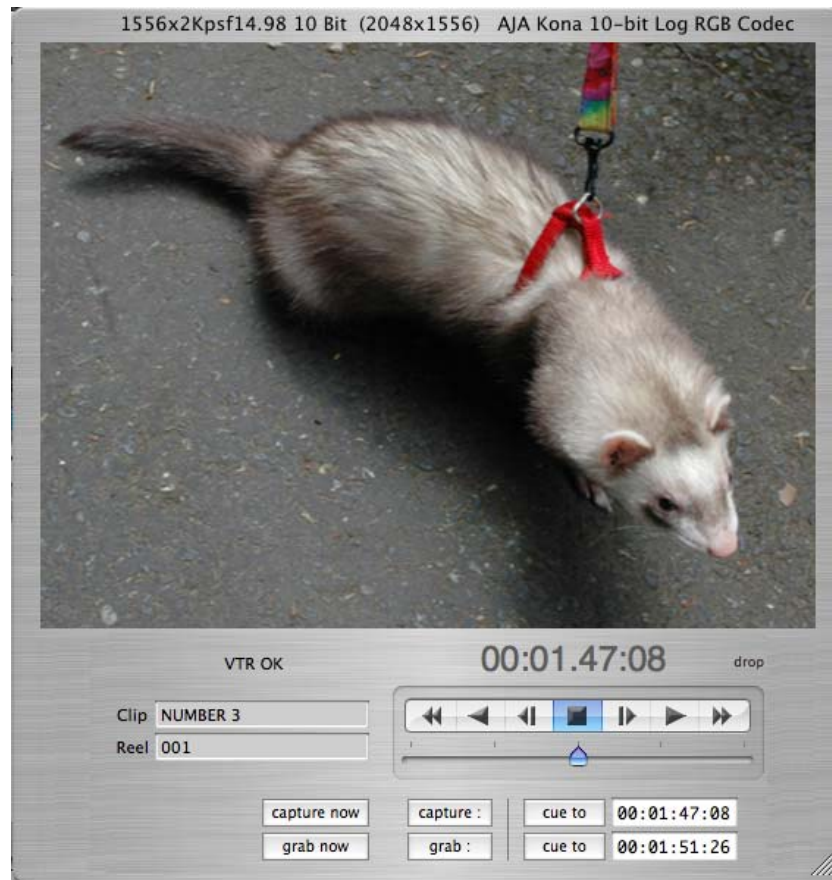 1556x2Kpsf14.98 10 Bit (2048x1556) AJA Kona 10-bit Log RGB Codec
VTR OK 00:01.47:08 drop
Clip NUMBER 3
Reel 001
capture now capture : cue to 00:01:47:08
grab now grab : cue to 00:01:51:26